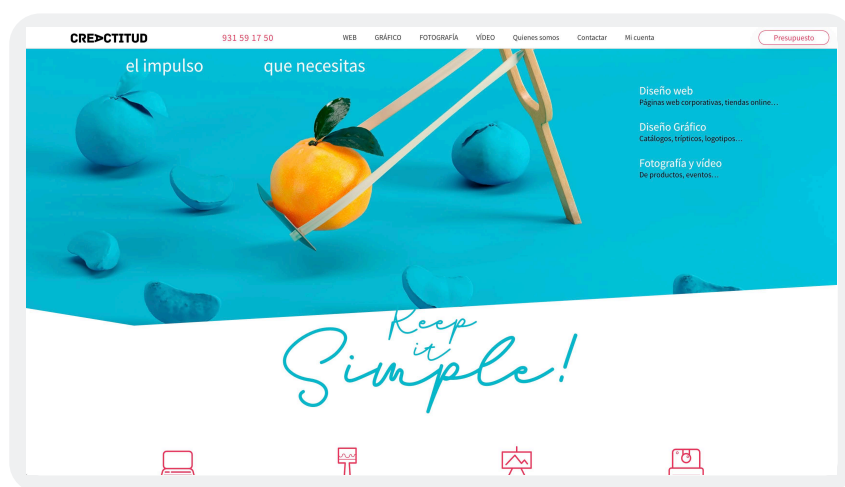 CREACTITUD
931 59 17 50
WEB
GRÁFICO
FOTOGRAFÍA
VÍDEO
Quienes somos
Contactar
Mi cuenta
Presupuesto
el impulso que necesitas
Diseño web
Páginas web corporativas, tiendas online...
Diseño Gráfico
Catálogos, trípticos, logotipos...
Fotografía y vídeo
De productos, eventos...
Keep
it
Simple!